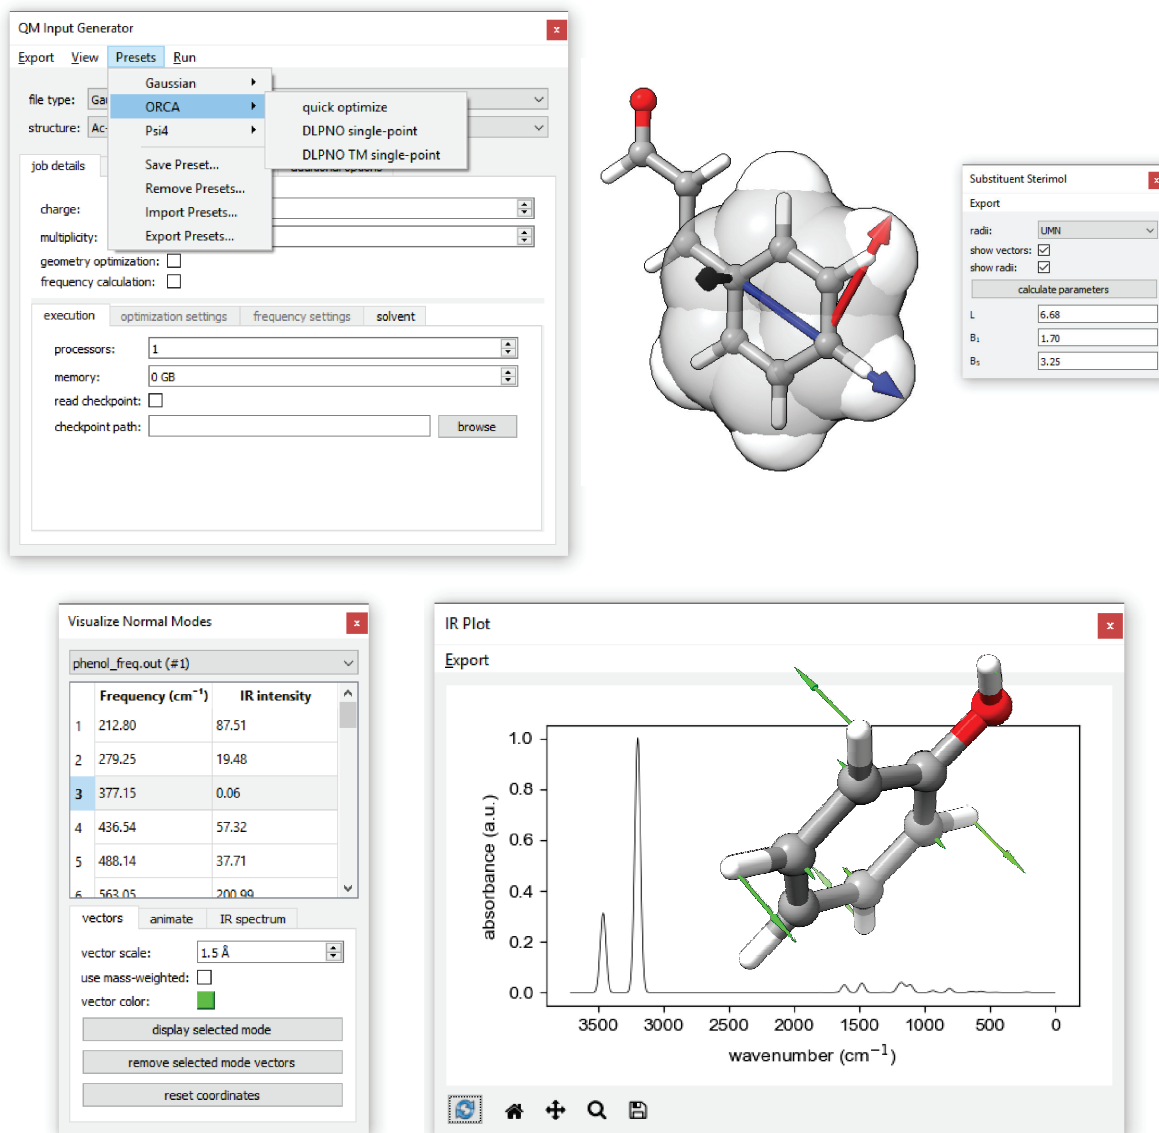 QM Input Generator
x
Export View Presets Run
Gaussian
file type:
ORCA
quick optimize
structure: Ac-
Psi4
DLPNO single-point
DLPNO TM single-point
job details
Save Preset...
Remove Presets...
charge:
Import Presets...
multiplicity:
Export Presets...
geometry optimization:
frequency calculation:
execution optimization settings frequency settings solvent
processors: 1
memory: 0 GB
read checkpoint:
checkpoint path: browse
Substituent Sterimol
x
Export
radii: UMN
show vectors:
show radii:
calculate parameters
L 6.68
B₁ 1.70
B₅ 3.25
Visualize Normal Modes
x
phenol_freq.out (#1)
Frequency (cm⁻¹) IR intensity
1 212.80 87.51
2 279.25 19.48
3 377.15 0.06
4 436.54 57.32
5 488.14 37.71
6 563.05 200.99
vectors animate IR spectrum
vector scale: 1.5 Å
use mass-weighted:
vector color:
display selected mode
remove selected mode vectors
reset coordinates
IR Plot
x
Export
1.0
0.8
0.6
0.4
0.2
0.0
absorbance (a.u.)
3500 3000 2500 2000 1500 1000 500 0
wavenumber (cm⁻¹)